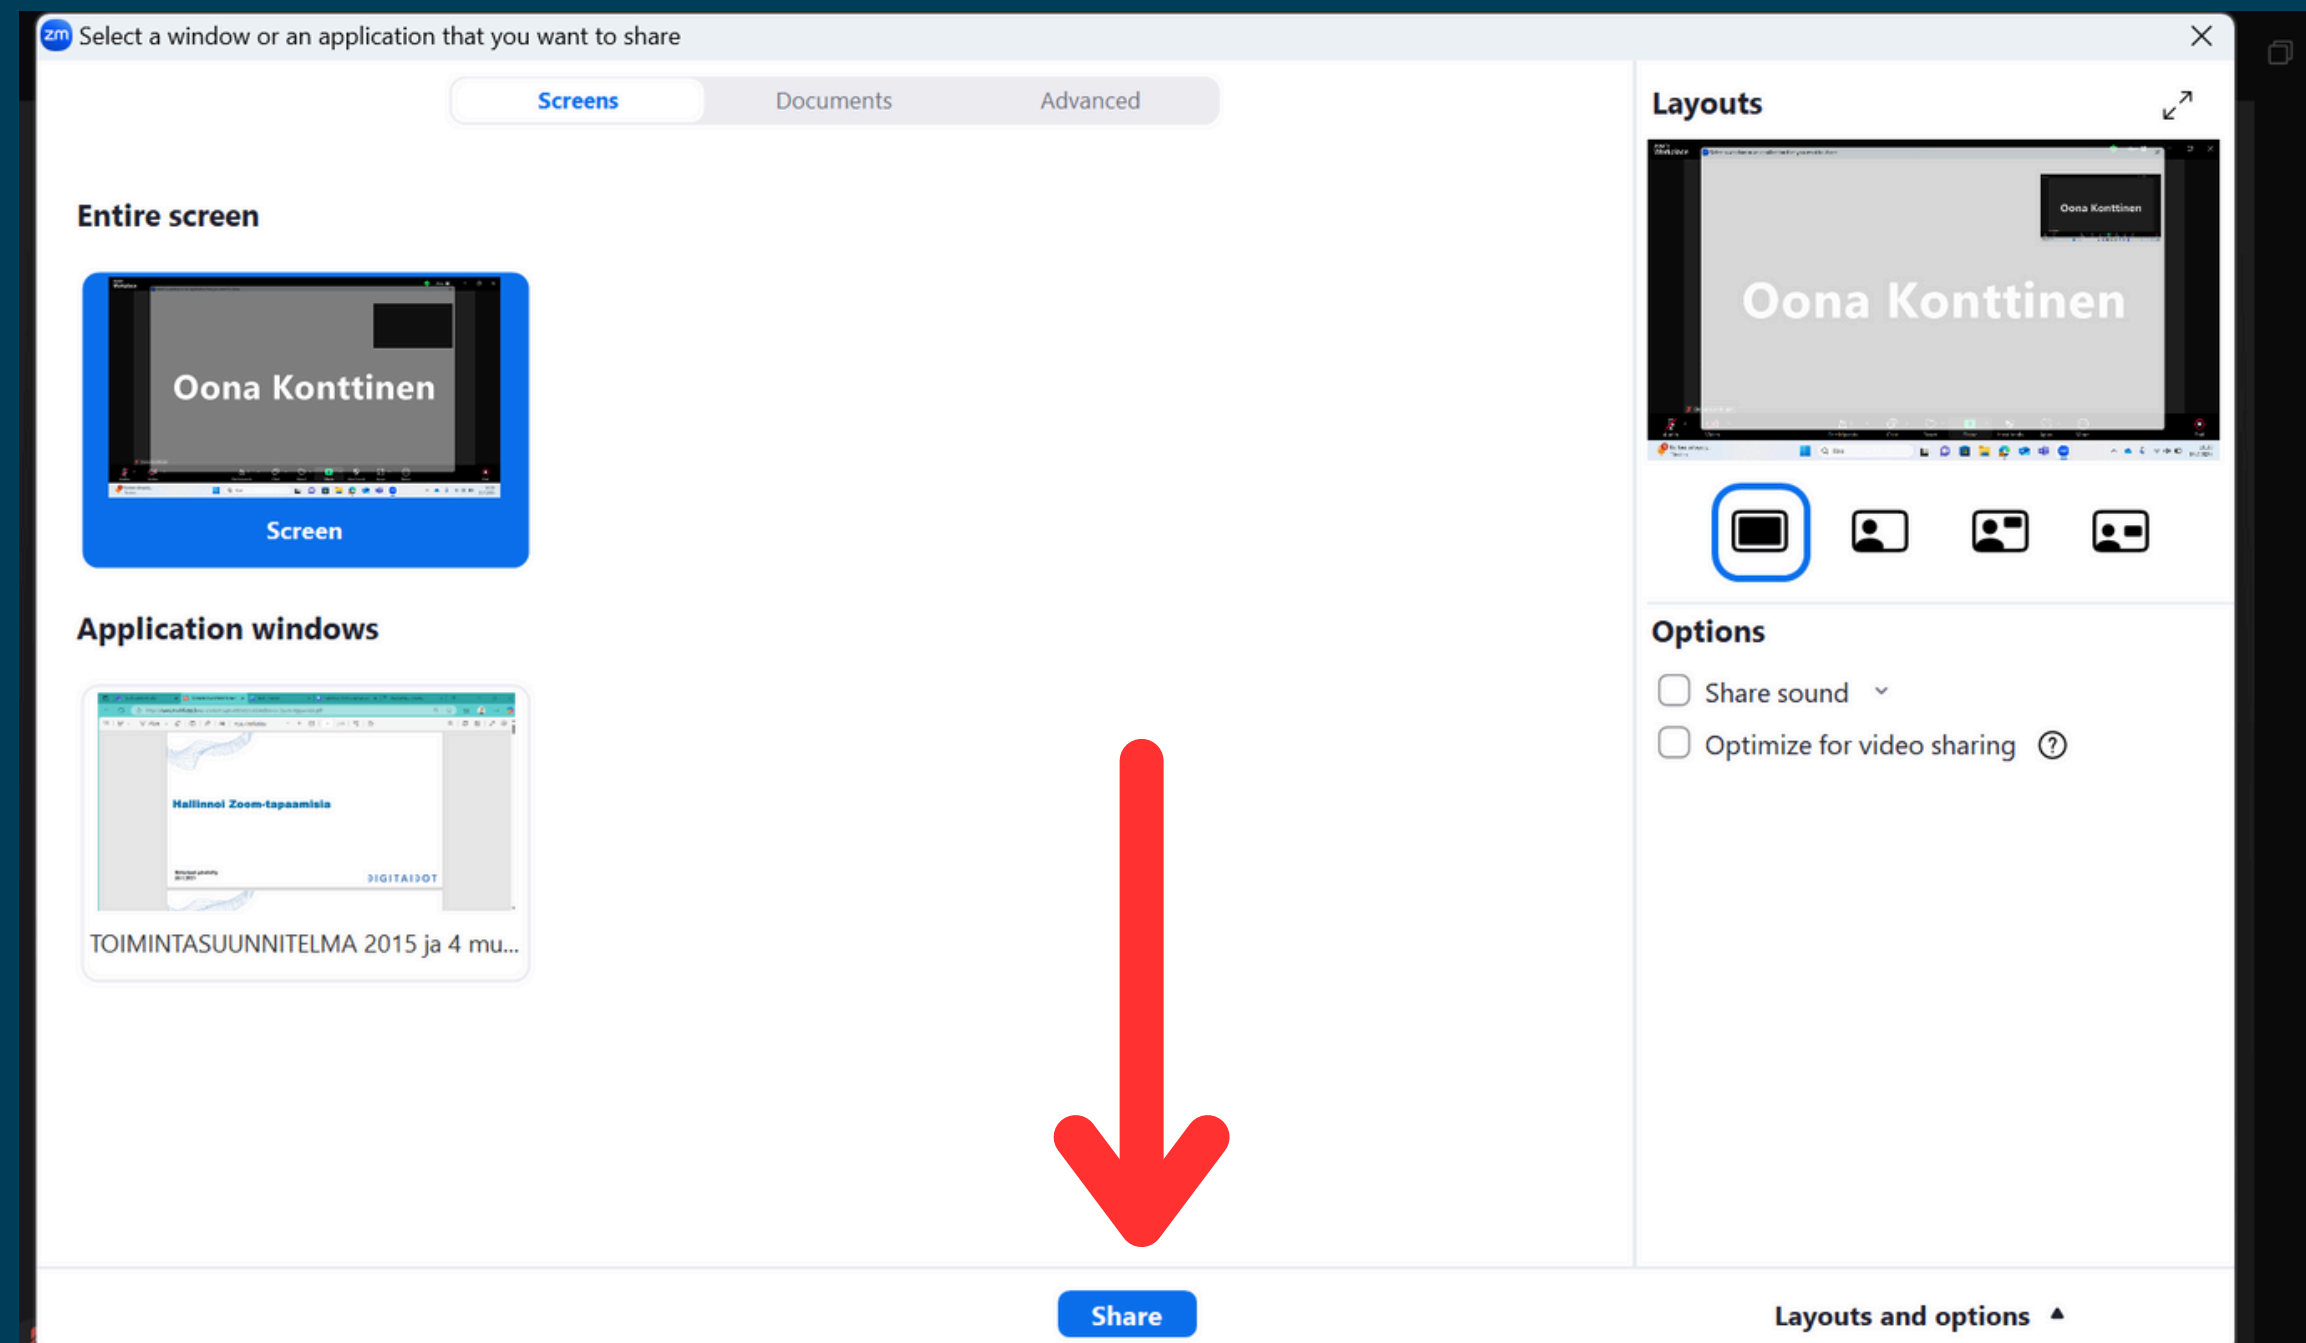 zm Select a window or an application that you want to share
Screens Documents Advanced
Layouts
Entire screen
Oona Konttinen
Screen
Oona Konttinen
Oona Konttinen
Application windows
Hallinnoi Zoom-tapaamisia
DIGITAIDOT
TOIMINTASUUNNITELMA 2015 ja 4 mu...
Options
Share sound
Optimize for video sharing ?
Share
Layouts and options